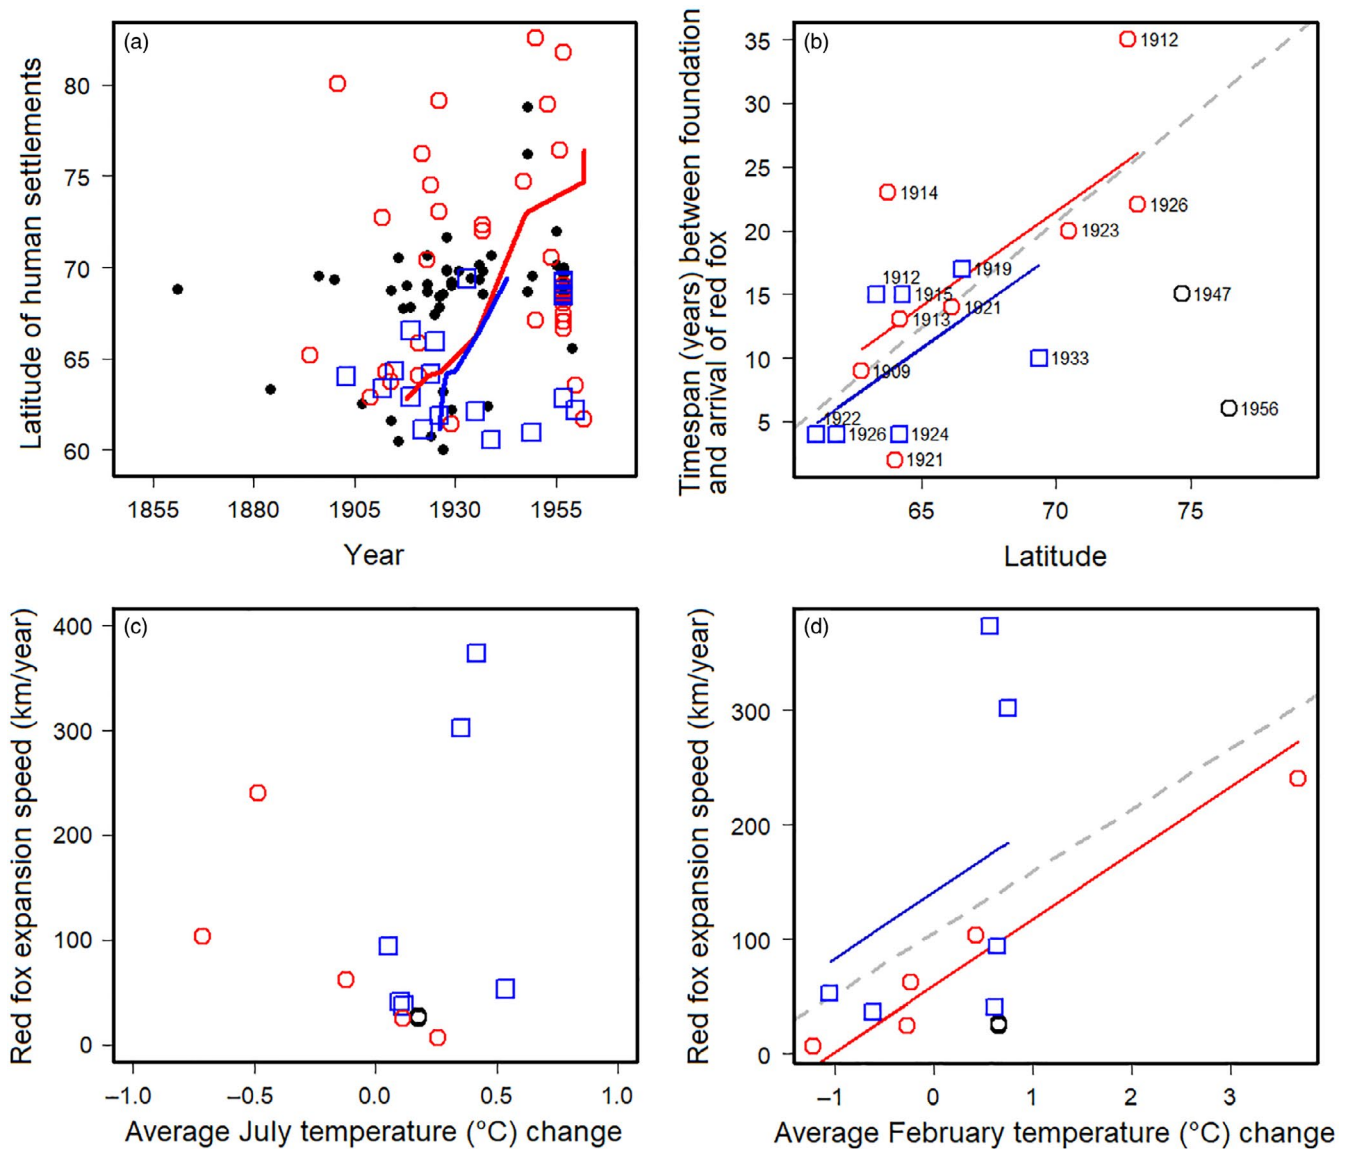 (a)
Latitude of human settlements
80
75
70
65
60
1855 1880 1905 1930 1955
Year
(b)
Timespan (years) between foundation
and arrival of red fox
35
30
25
20
15
10
5
1912
1914
1926
1923
1919
1912
1915
1947
1921
1913
1933
1909
1956
1922
1926
1924
1921
65 70 75
Latitude
(c)
Red fox expansion speed (km/year)
400
300
200
100
0
−1.0 −0.5 0.0 0.5 1.0
Average July temperature (°C) change
(d)
Red fox expansion speed (km/year)
300
200
100
0
−1 0 1 2 3
Average February temperature (°C) change